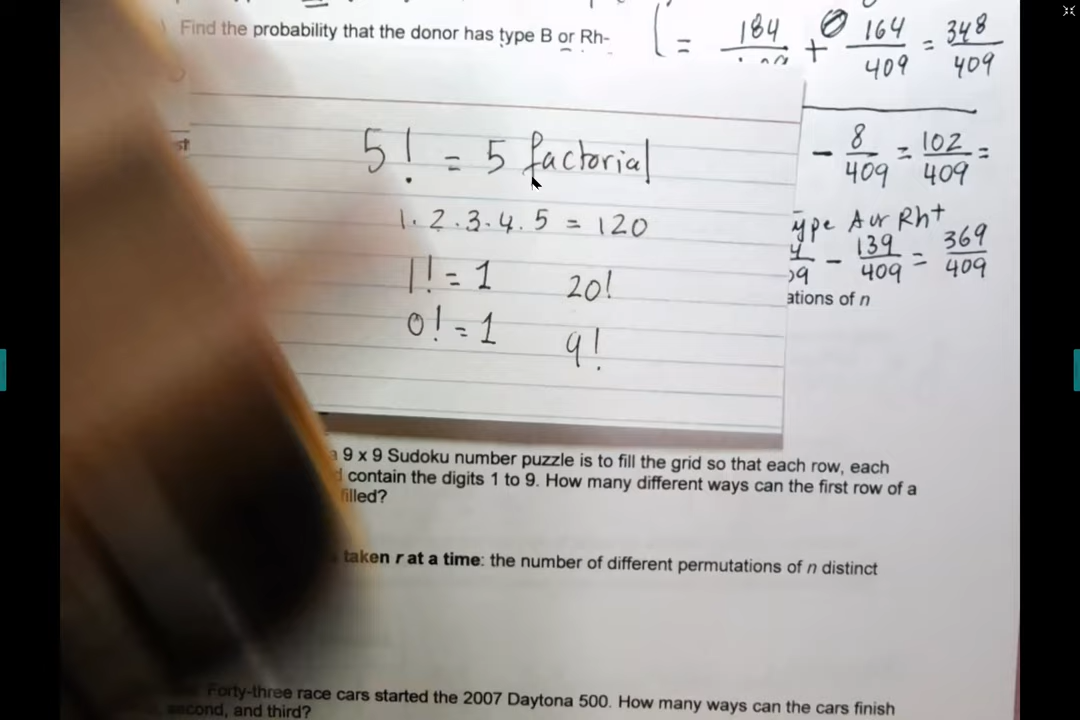 Find the probability that the donor has type B or Rh-
= 184 + 164/409 = 348/409
- 8/409 = 102/409 =
5! = 5 factorial
1.2.3.4.5 = 120
ype A or Rh+
- 139/409 = 369/409
1! = 1 20!
ations of n
0! = 1 9!
9 x 9 Sudoku number puzzle is to fill the grid so that each row, each
contain the digits 1 to 9. How many different ways can the first row of a
filled?
taken r at a time: the number of different permutations of n distinct
Forty-three race cars started the 2007 Daytona 500. How many ways can the cars finish
second, and third?